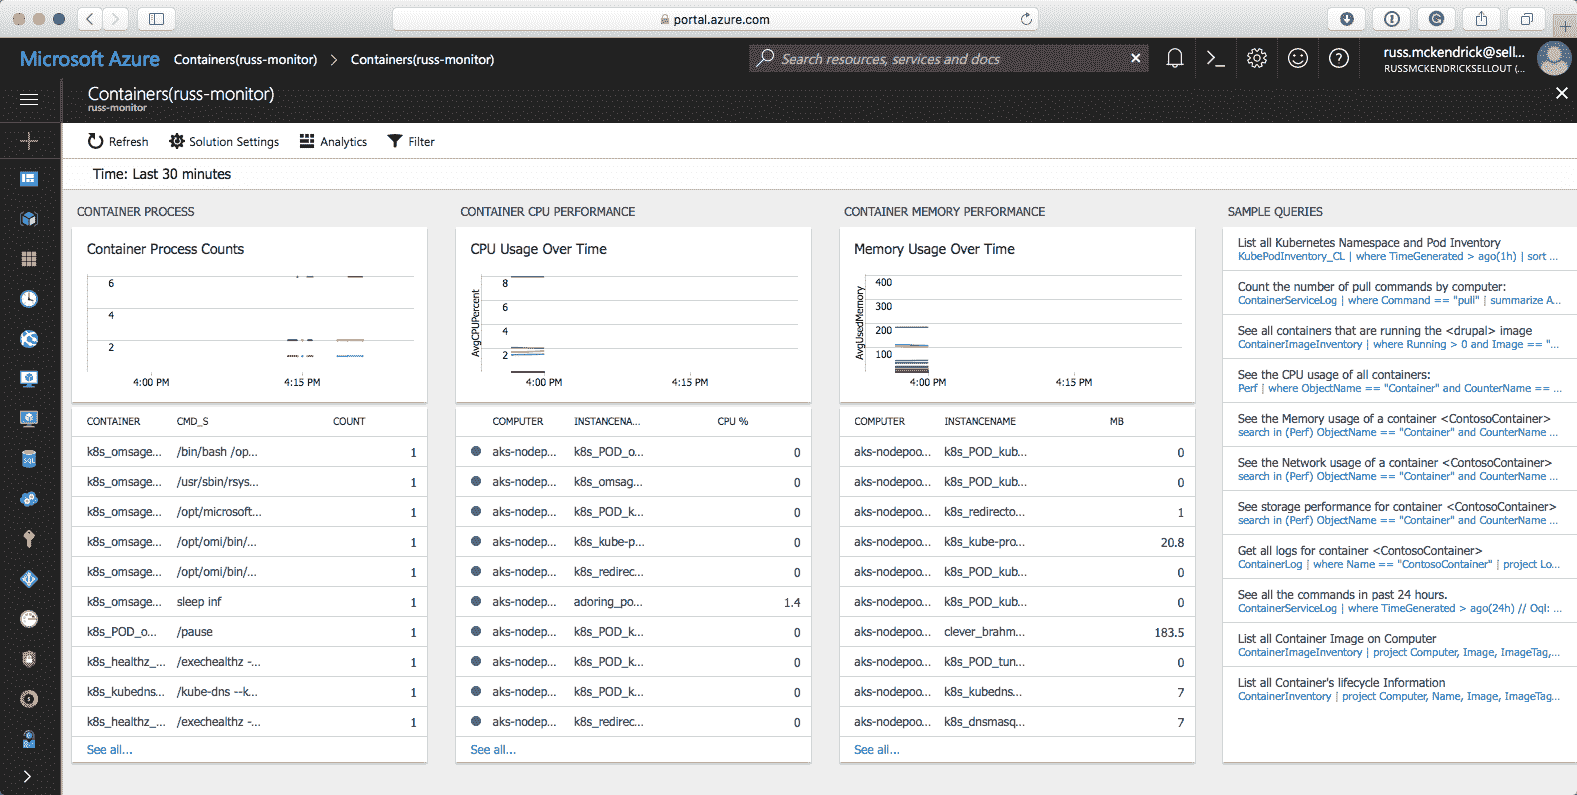 portal.azure.com
Microsoft Azure Containers(russ-monitor) > Containers(russ-monitor)
Search resources, services and docs
russ.mckendrick@sell...
RUSSMCKENDRICKSELLOUT (...
Containers(russ-monitor)
russ-monitor
Refresh Solution Settings Analytics Filter
Time: Last 30 minutes
CONTAINER PROCESS
Container Process Counts
6
4
2
4:00 PM 4:15 PM
CONTAINER CMD_S COUNT
k8s_omsage... /bin/bash /op... 1
k8s_omsage... /usr/sbin/rsys... 1
k8s_omsage... /opt/microsoft... 1
k8s_omsage... /opt/omi/bin/... 1
k8s_omsage... /opt/omi/bin/... 1
k8s_omsage... sleep inf 1
k8s_POD_o... /pause 1
k8s_healthz_... /exechealthz -... 1
k8s_kubedns... /kube-dns --k... 1
k8s_healthz_... /exechealthz -... 1
See all...
CONTAINER CPU PERFORMANCE
CPU Usage Over Time
AvgCPUPercent
8
6
4
2
4:00 PM 4:15 PM
COMPUTER INSTANCENA... CPU %
aks-nodep... k8s_POD_o... 0
aks-nodep... k8s_omsag... 0
aks-nodep... k8s_POD_k... 0
aks-nodep... k8s_kube-p... 0
aks-nodep... k8s_redirec... 0
aks-nodep... adoring_po... 1.4
aks-nodep... k8s_POD_k... 0
aks-nodep... k8s_POD_k... 0
aks-nodep... k8s_POD_k... 0
aks-nodep... k8s_redirec... 0
See all...
CONTAINER MEMORY PERFORMANCE
Memory Usage Over Time
AvgUsedMemory
400
300
200
100
4:00 PM 4:15 PM
COMPUTER INSTANCENAME MB
aks-nodepoo... k8s_POD_kub... 0
aks-nodepoo... k8s_POD_kub... 0
aks-nodepoo... k8s_redirecto... 1
aks-nodepoo... k8s_kube-pro... 20.8
aks-nodepoo... k8s_POD_kub... 0
aks-nodepoo... k8s_POD_kub... 0
aks-nodepoo... clever_brahm... 183.5
aks-nodepoo... k8s_POD_tun... 0
aks-nodepoo... k8s_kubedns... 7
aks-nodepoo... k8s_dnsmasq... 7
See all...
SAMPLE QUERIES
List all Kubernetes Namespace and Pod Inventory
KubePodInventory_CL | where TimeGenerated > ago(1h) | sort ...
Count the number of pull commands by computer:
ContainerServiceLog | where Command == "pull" | summarize A...
See all containers that are running the <drupal> image
ContainerImageInventory | where Running > 0 and Image == "...
See the CPU usage of all containers:
Perf | where ObjectName == "Container" and CounterName == ...
See the Memory usage of a container <ContosoContainer>
search in (Perf) ObjectName == "Container" and CounterName ...
See the Network usage of a container <ContosoContainer>
search in (Perf) ObjectName == "Container" and CounterName ...
See storage performance for container <ContosoContainer>
search in (Perf) ObjectName == "Container" and CounterName ...
Get all logs for container <ContosoContainer>
ContainerLog | where Name == "ContosoContainer" | project Lo...
See all the commands in past 24 hours.
ContainerServiceLog | where TimeGenerated > ago(24h) // Oql: ...
List all Container Image on Computer
ContainerImageInventory | project Computer, Image, ImageTag,...
List all Container's lifecycle Information
ContainerInventory | project Computer, Name, Image, ImageTag...
SQL